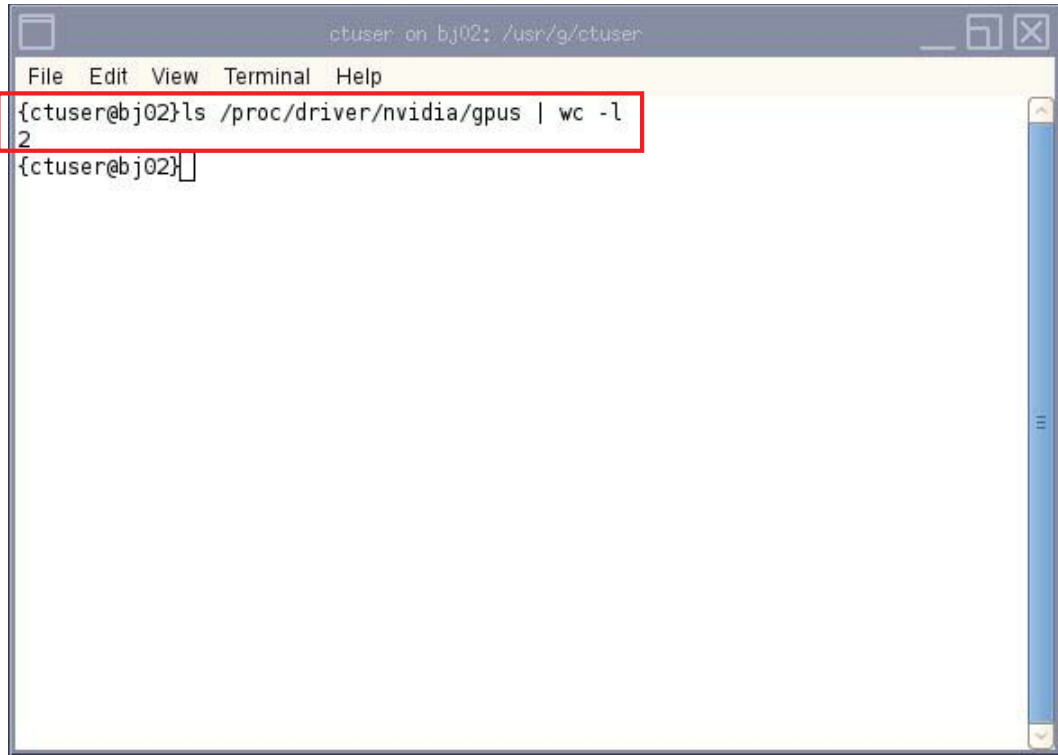 ctuser on bj02: /usr/g/ctuser
File Edit View Terminal Help
{ctuser@bj02}ls /proc/driver/nvidia/gpus | wc -l
2
{ctuser@bj02}